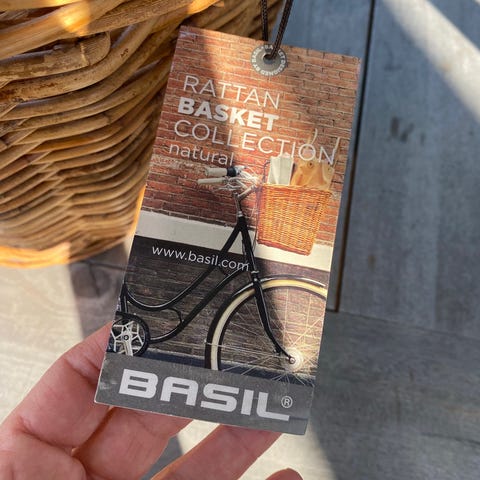 RATTAN
BASKET
COLLECTION
natural
www.basil.com
BASIL®